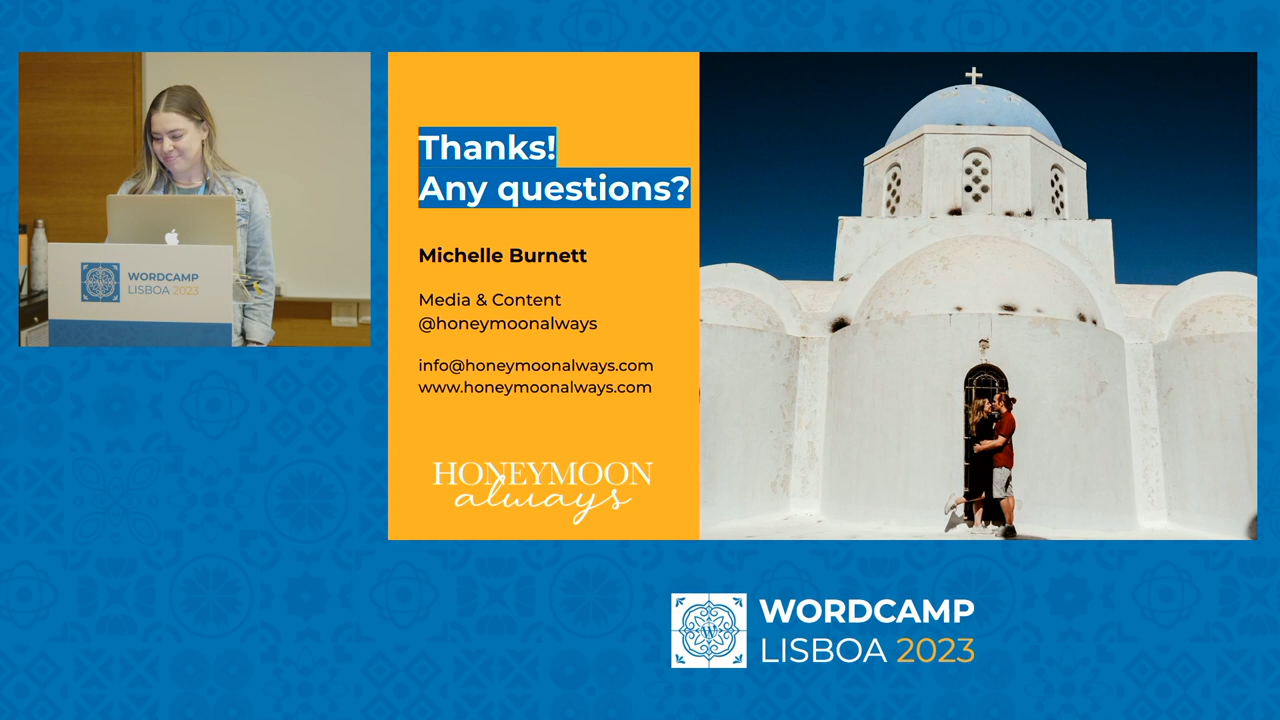 WORDCAMP
LISBOA 2023
Thanks!
Any questions?
Michelle Burnett
Media & Content
@honeymoonalways
info@honeymoonalways.com
www.honeymoonalways.com
HONEYMOON
always
WORDCAMP
LISBOA 2023